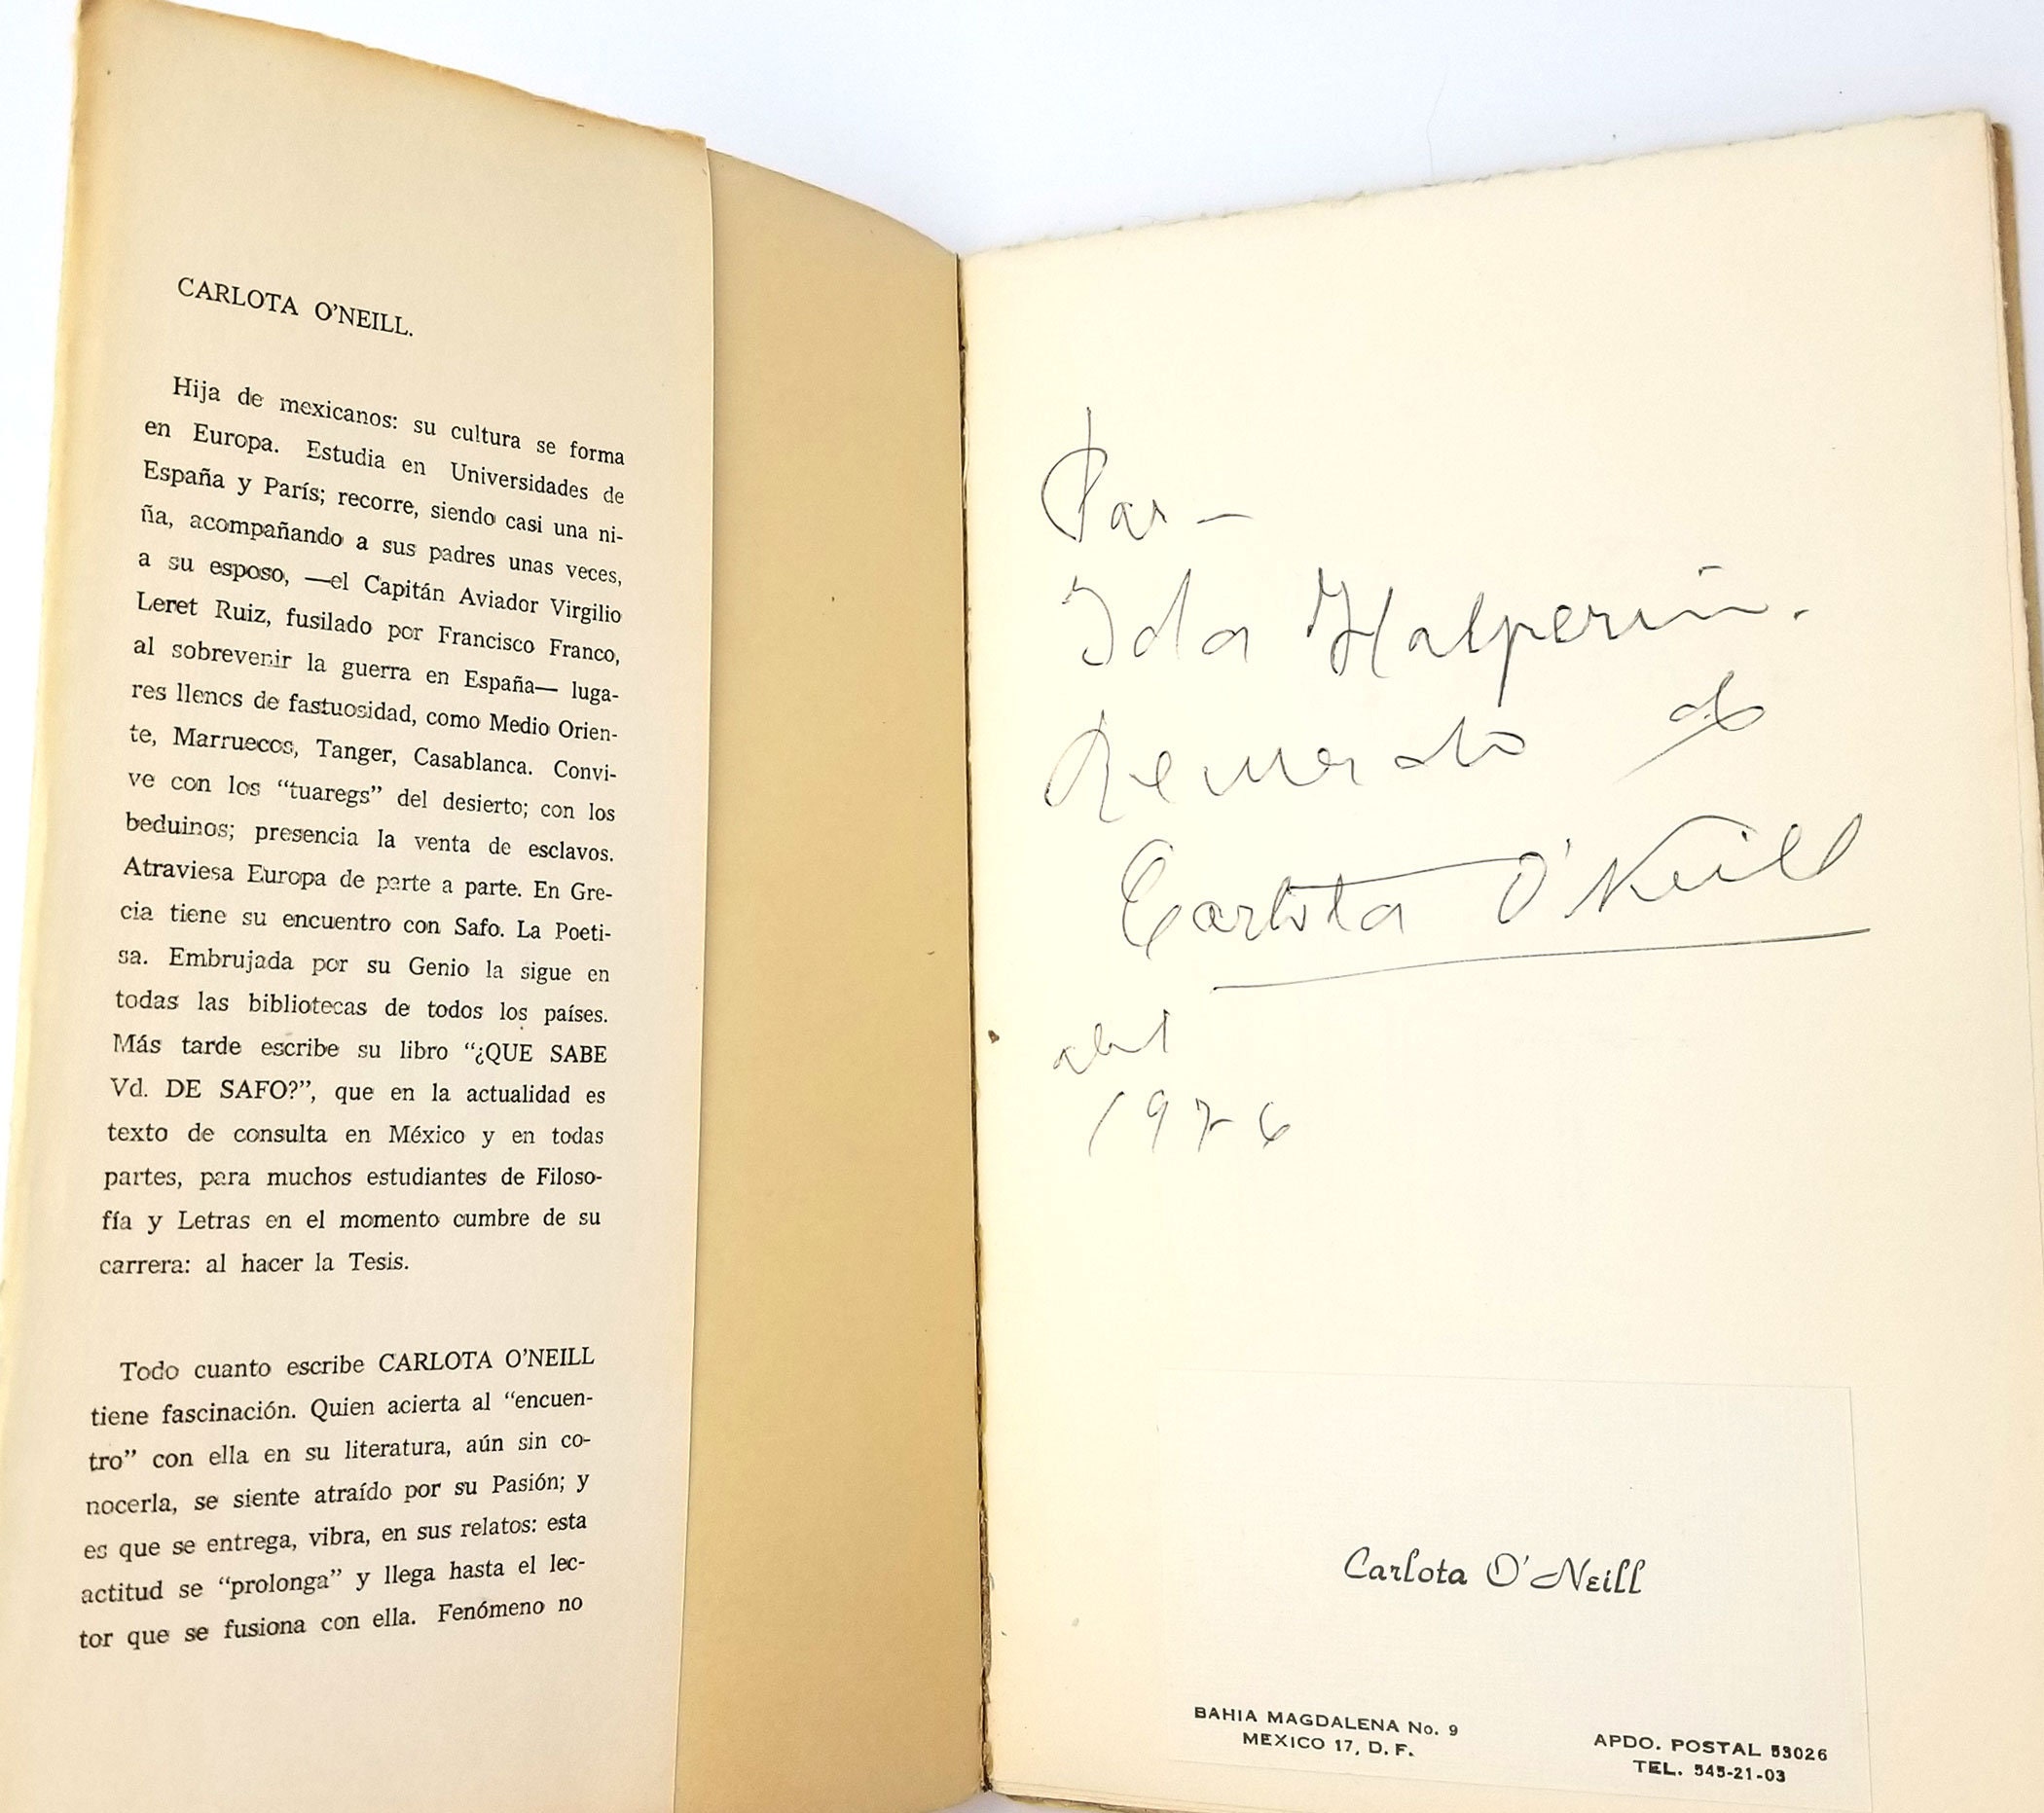 CARLOTA O'NEILL.
Hija de mexicanos: su cultura se forma
en Europa. Estudia en Universidades de
España y París; recorre, siendo casi una ni-
ña, acompañando a sus padres unas veces,
a su esposo, —el Capitán Aviador Virgilio
Leret Ruiz, fusilado por Francisco Franco,
al sobrevenir la guerra en España— luga-
res llenos de fastuosidad, como Medio Orien-
te, Marruecos, Tanger, Casablanca. Convi-
ve con los “tuaregs” del desierto; con los
beduinos; presencia la venta de esclavos.
Atraviesa Europa de parte a parte. En Gre-
cia tiene su encuentro con Safo. La Poeti-
sa. Embrujada por su Genio la sigue en
todas las bibliotecas de todos los países.
Más tarde escribe su libro “¿QUE SABE
Vd. DE SAFO?”, que en la actualidad es
texto de consulta en México y en todas
partes, para muchos estudiantes de Filoso-
fía y Letras en el momento cumbre de su
carrera: al hacer la Tesis.
Todo cuanto escribe CARLOTA O'NEILL
tiene fascinación. Quien acierta al “encuen-
tro” con ella en su literatura, aún sin co-
nocerla, se siente atraído por su Pasión; y
es que se entrega, vibra, en sus relatos: esta
actitud se “prolonga” y llega hasta el lec-
tor que se fusiona con ella. Fenómeno no
Par—
Ida Halperin.
Recuerdo de
Carlota O'Neill
abril
1976
Carlota O'Neill
BAHIA MAGDALENA No. 9
MEXICO 17, D. F.
APDO. POSTAL 53026
TEL. 545-21-03